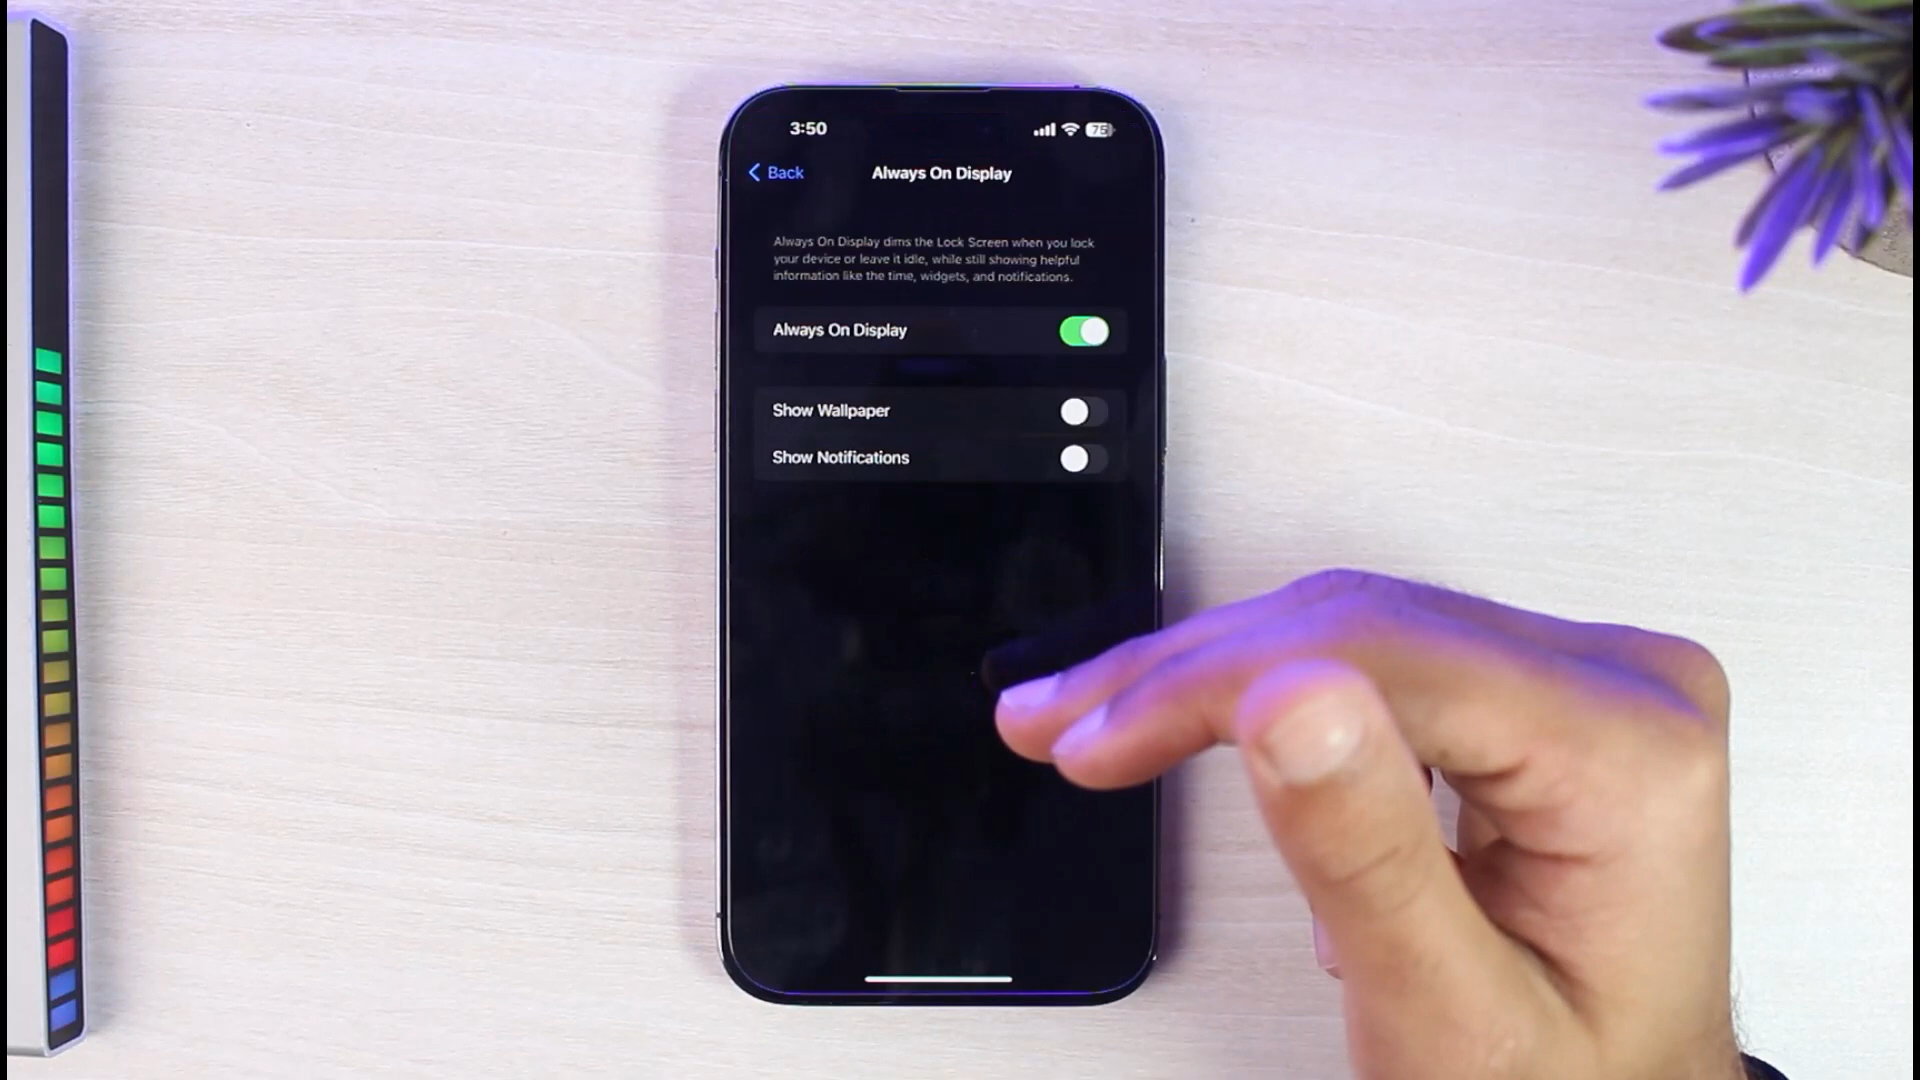 3:50
75
Back
Always On Display
Always On Display dims the Lock Screen when you lock
your device or leave it idle, while still showing helpful
information like the time, widgets, and notifications.
Always On Display
Show Wallpaper
Show Notifications